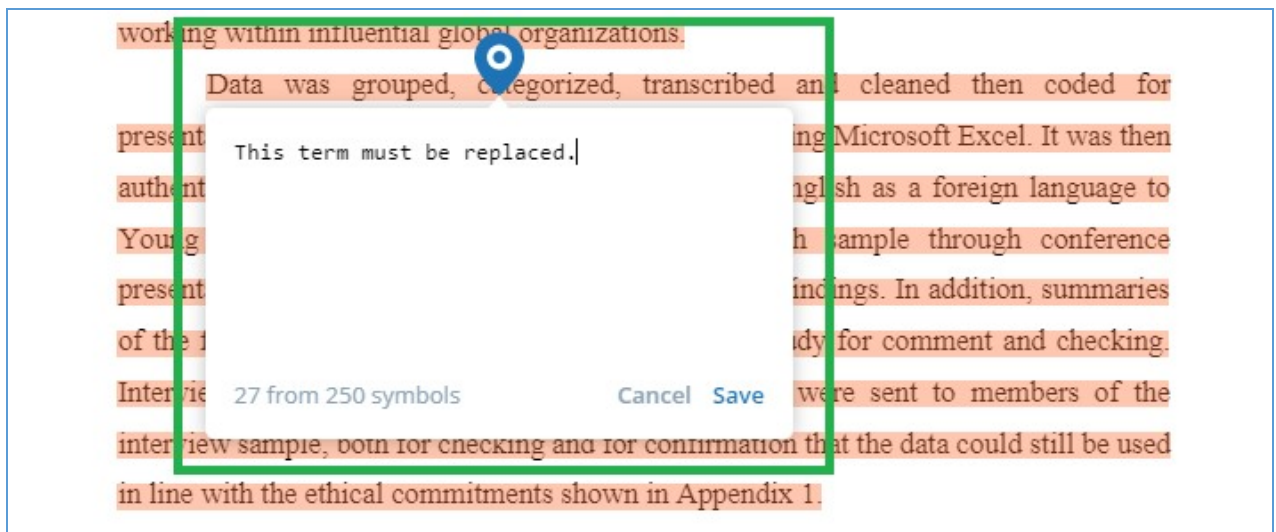 working within influential global organizations.
Data was grouped, categorized, transcribed and cleaned then coded for
present ing Microsoft Excel. It was then
authent nglish as a foreign language to
Young h sample through conference
present findings. In addition, summaries
of the f udy for comment and checking.
Intervie were sent to members of the
interview sample, both for checking and for confirmation that the data could still be used
in line with the ethical commitments shown in Appendix 1.
This term must be replaced.
27 from 250 symbols Cancel Save